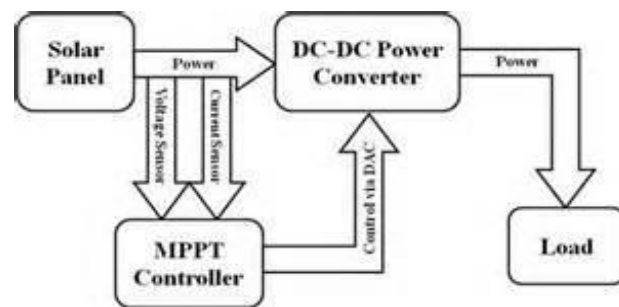 Solar
Panel
Power
DC-DC Power
Converter
Power
Voltage Sensor
Current Sensor
Control via DAC
MPPT
Controller
Load